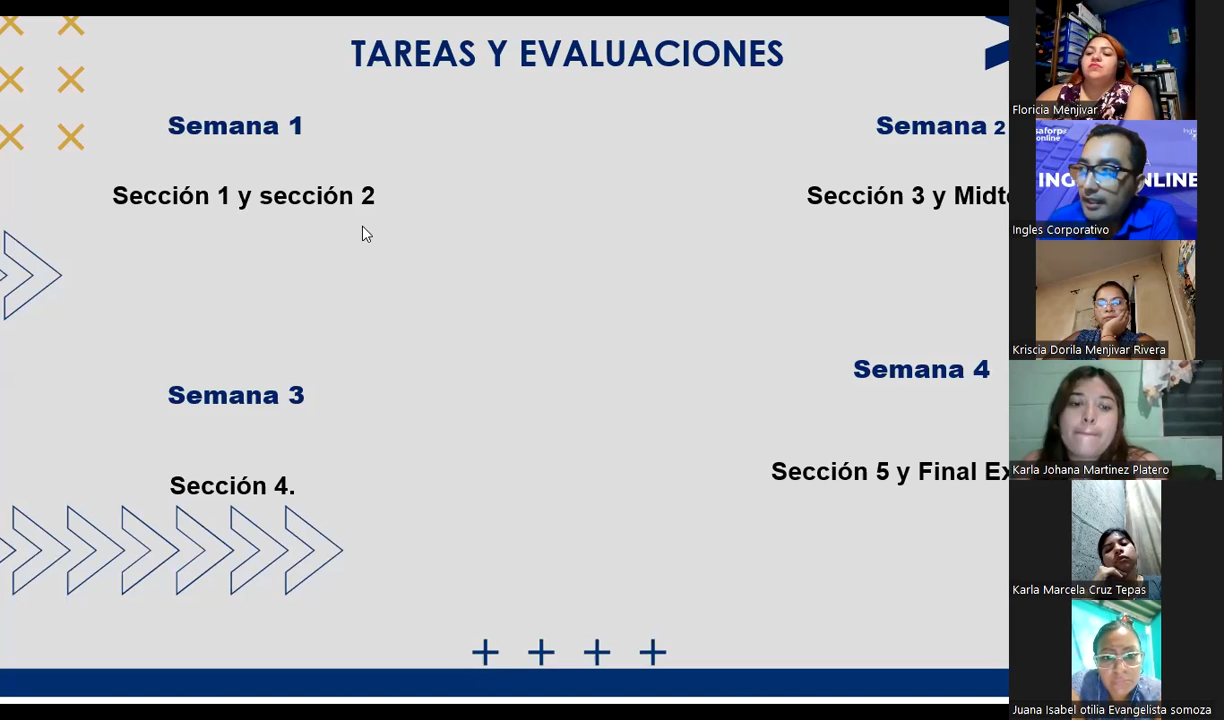 TAREAS Y EVALUACIONES
Semana 1
Semana 2
Sección 1 y sección 2
Sección 3 y
Semana 3
Semana 4
Sección 4.
Sección 5 y Final
Floricia Menjivar
online
NLINE
Ingles Corporativo
Kriscia Dorila Menjivar Rivera
Karla Johana Martinez Platero
Karla Marcela Cruz Tepas
Juana Isabel otilia Evangelista somoza